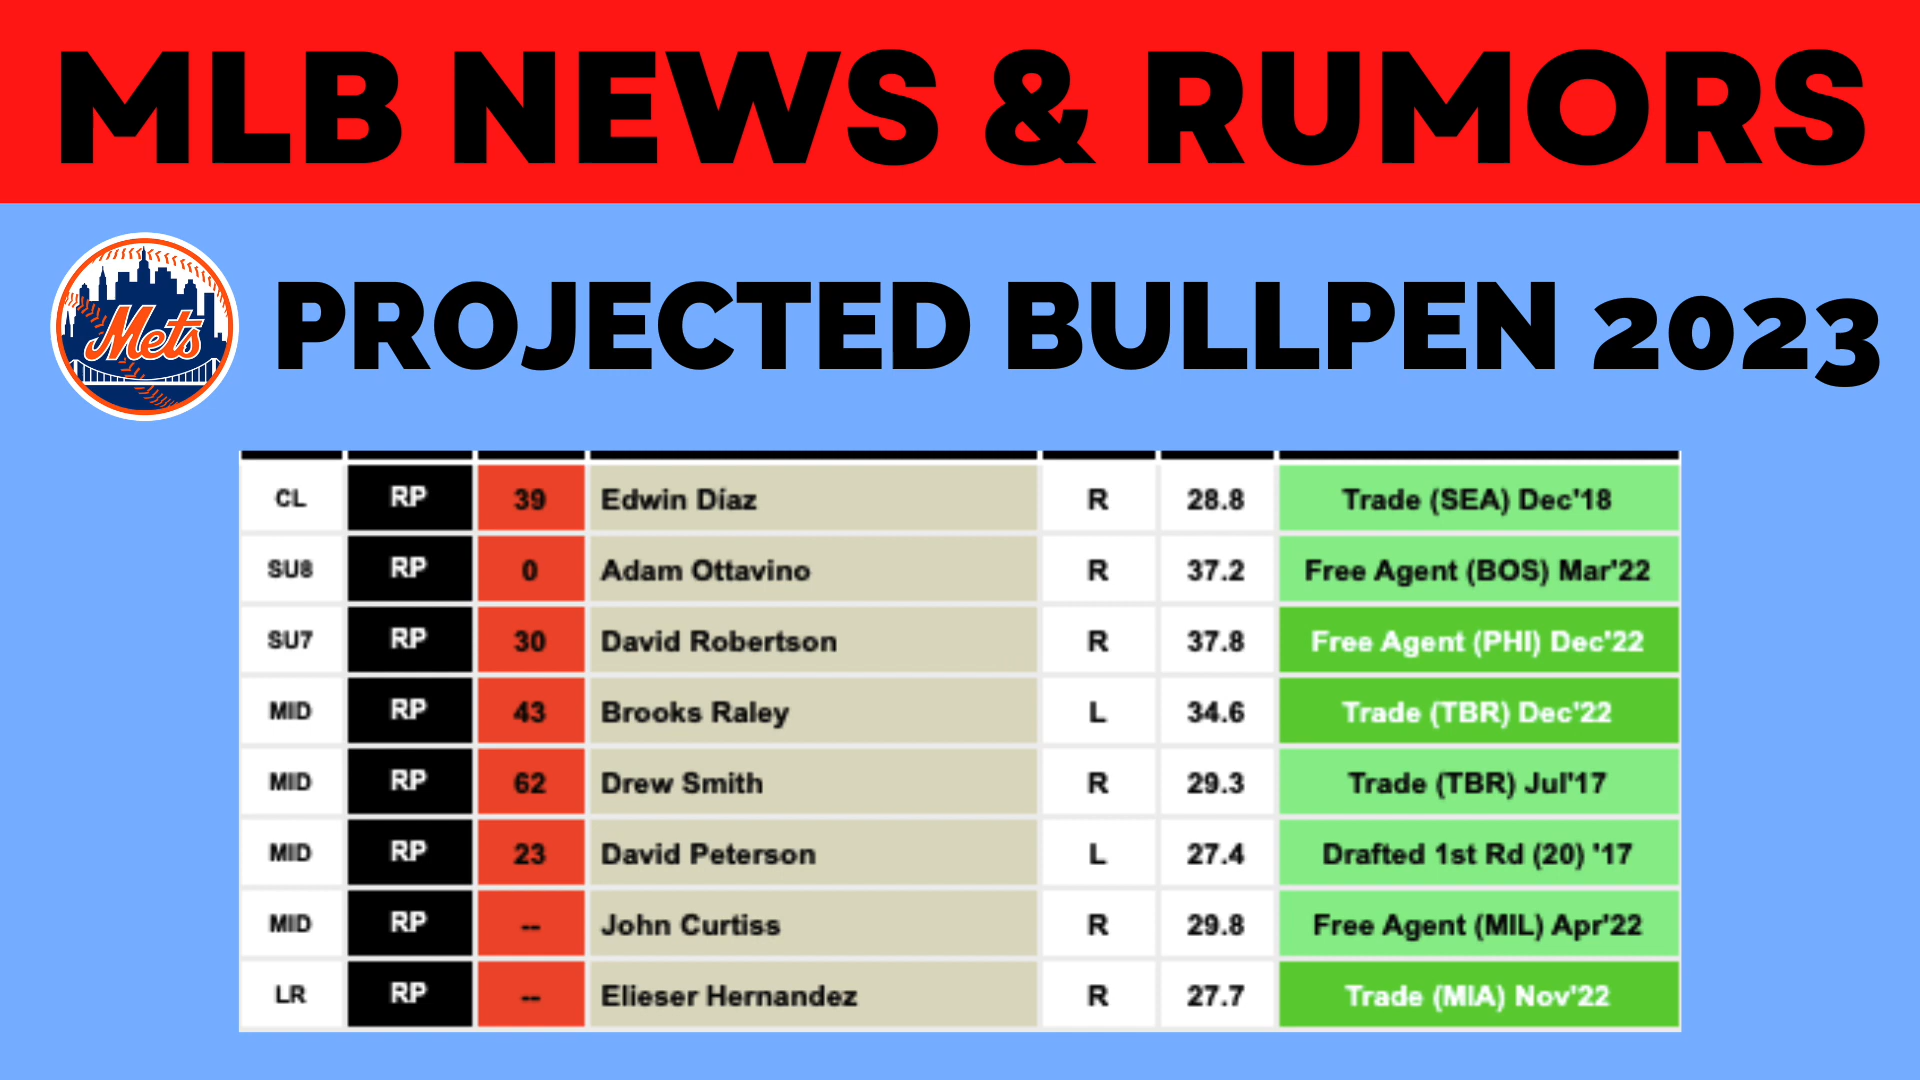 MLB NEWS & RUMORS
Mets
PROJECTED BULLPEN 2023
CL RP 39 Edwin Díaz R 28.8 Trade (SEA) Dec'18
SU8 RP 0 Adam Ottavino R 37.2 Free Agent (BOS) Mar'22
SU7 RP 30 David Robertson R 37.8 Free Agent (PHI) Dec'22
MID RP 43 Brooks Raley L 34.6 Trade (TBR) Dec'22
MID RP 62 Drew Smith R 29.3 Trade (TBR) Jul'17
MID RP 23 David Peterson L 27.4 Drafted 1st Rd (20) '17
MID RP -- John Curtiss R 29.8 Free Agent (MIL) Apr'22
LR RP -- Elieser Hernandez R 27.7 Trade (MIA) Nov'22